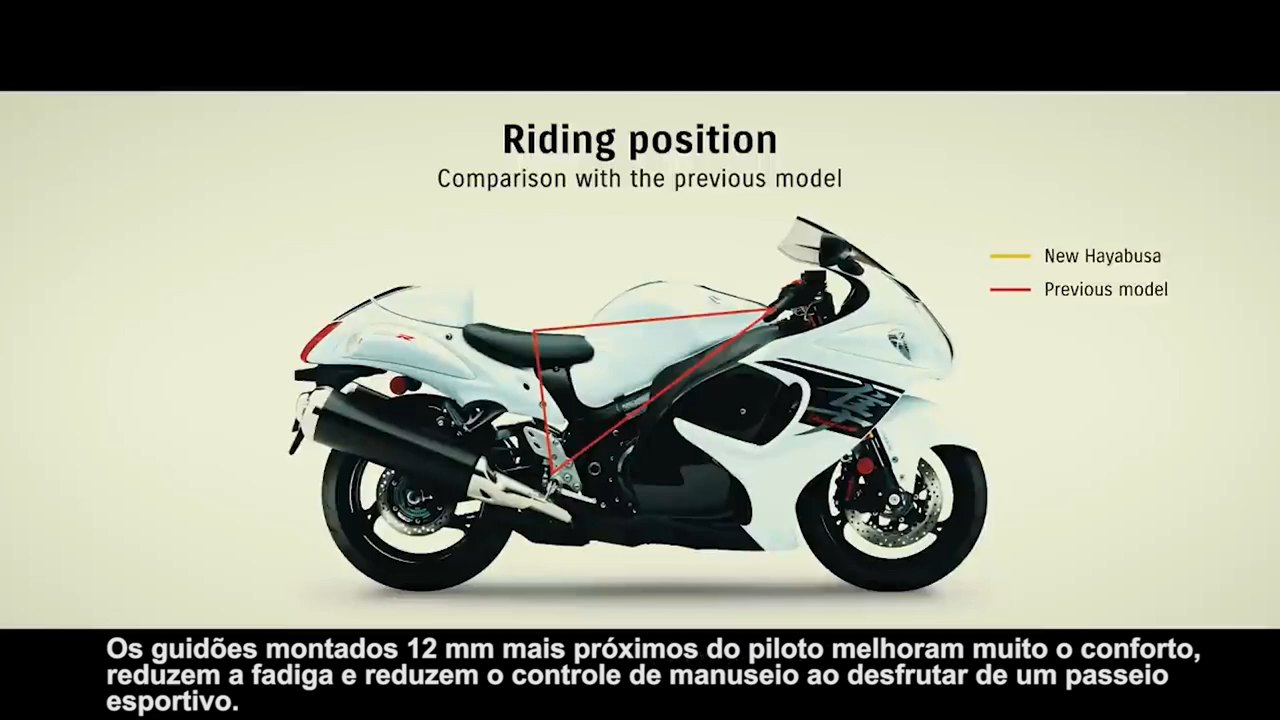 Riding position
Comparison with the previous model
New Hayabusa
Previous model
R
隼
Os guidões montados 12 mm mais próximos do piloto melhoram muito o conforto,
reduzem a fadiga e reduzem o controle de manuseio ao desfrutar de um passeio
esportivo.